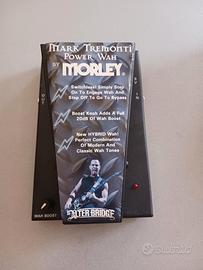 MARK TREMONTI
POWER WAH
BY MORLEY
Switchless! Simply Step
On To Engage Wah And
Step Off To Go To Bypass
Boost Knob Adds A Full
20dB Of Wah Boost
New HYBRID Wah!
Perfect Combination
Of Modern And
Classic Wah Tones
ALTER BRIDGE
WAH BOOST
subito